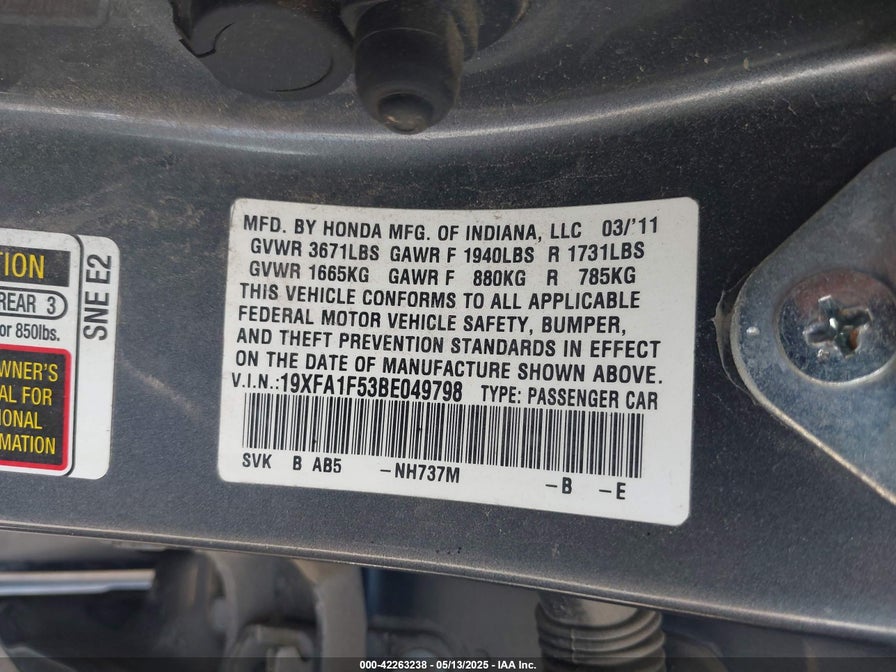 MFD. BY HONDA MFG. OF INDIANA, LLC 03/'11
GVWR 3671LBS GAWR F 1940LBS R 1731LBS
GVWR 1665KG GAWR F 880KG R 785KG
THIS VEHICLE CONFORMS TO ALL APPLICABLE
FEDERAL MOTOR VEHICLE SAFETY, BUMPER,
AND THEFT PREVENTION STANDARDS IN EFFECT
ON THE DATE OF MANUFACTURE SHOWN ABOVE.
V.I.N.:19XFA1F53BE049798 TYPE: PASSENGER CAR
SVK B AB5 -NH737M -B -E
TION
REAR 3
or 850lbs.
WNER'S
AL FOR
IONAL
MATION
SNE E2
000-42263238 - 05/13/2025 - IAA Inc.